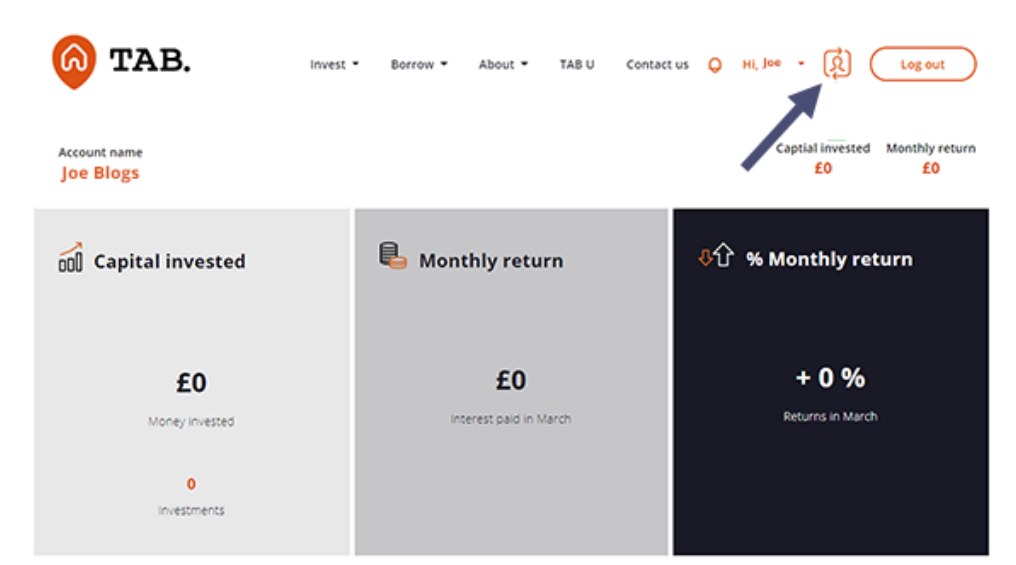 TAB.
Invest Borrow About TAB U Contact us Hi, Joe Log out
Account name
Joe Blogs
Captial invested Monthly return
£0 £0
Capital invested
£0
Money invested
0
Investments
Monthly return
£0
Interest paid in March
% Monthly return
+ 0 %
Returns in March